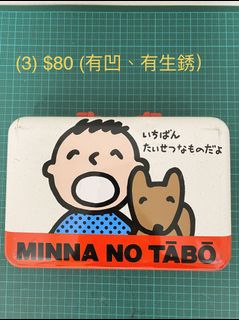 (3) $80 (有凹、有生銹)
いちばん
たいせつなものだよ
MINNA NO TĀBŌ